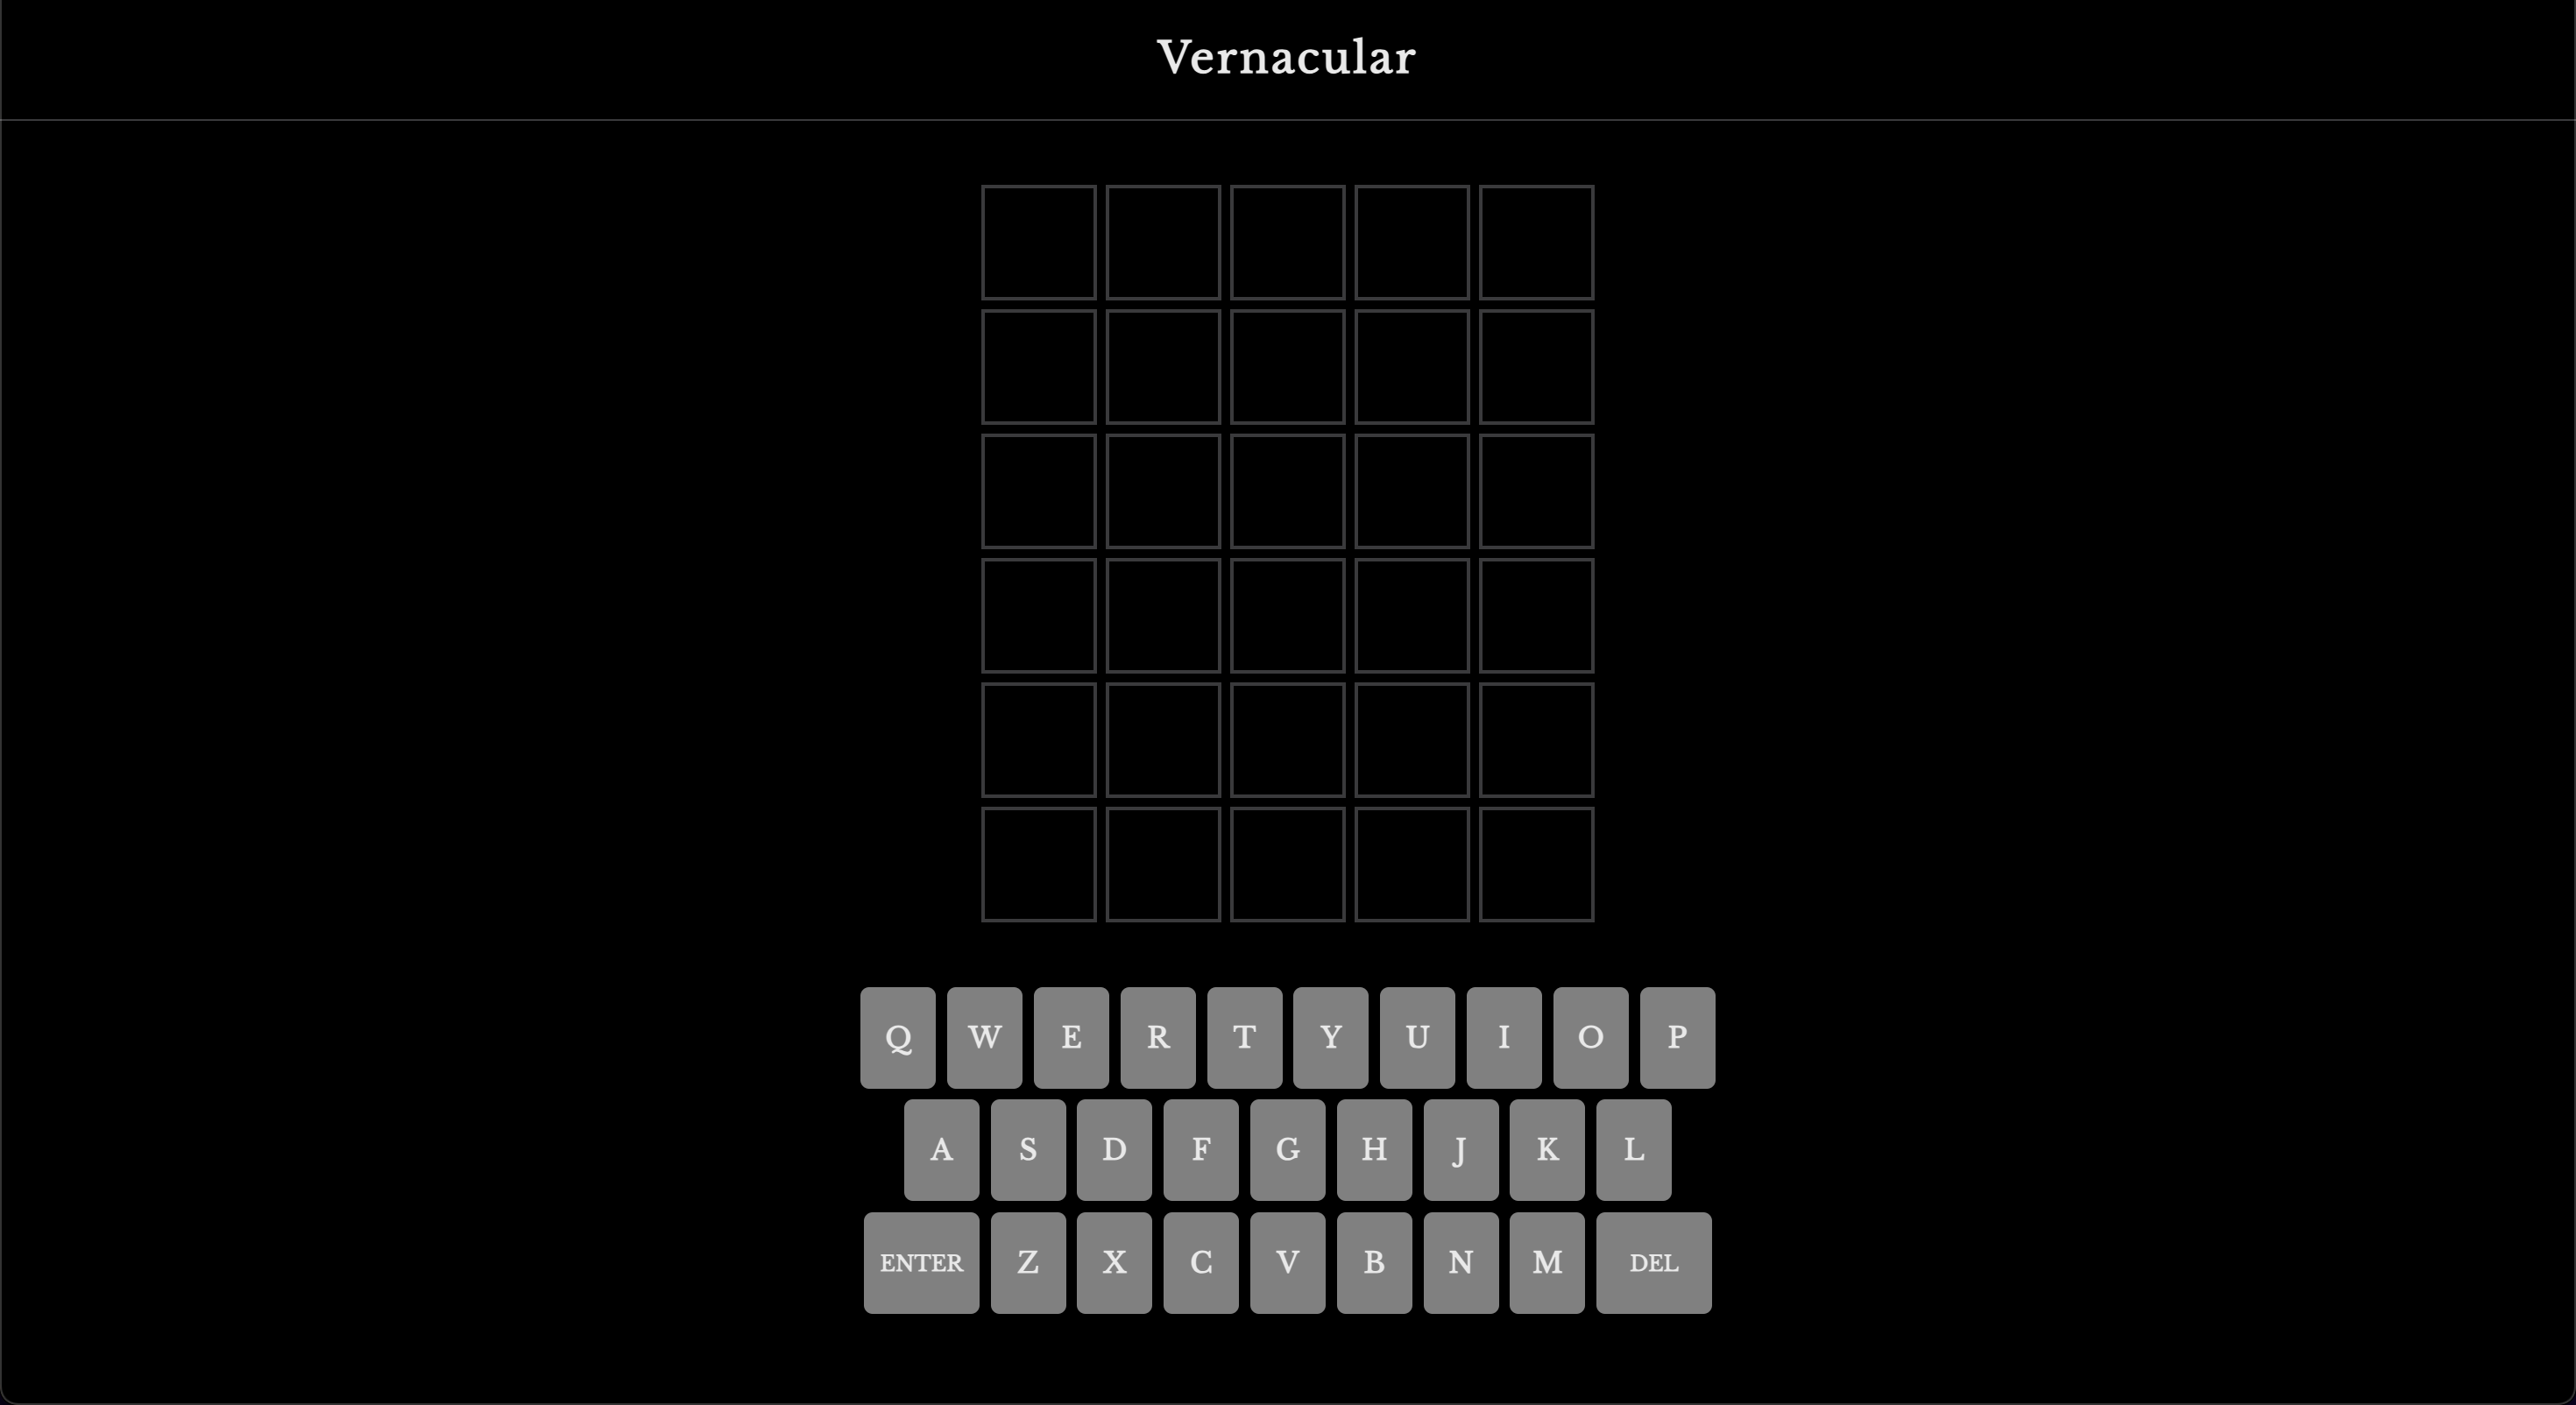 Vernacular
Q W E R T Y U I O P
A S D F G H J K L
ENTER Z X C V B N M DEL